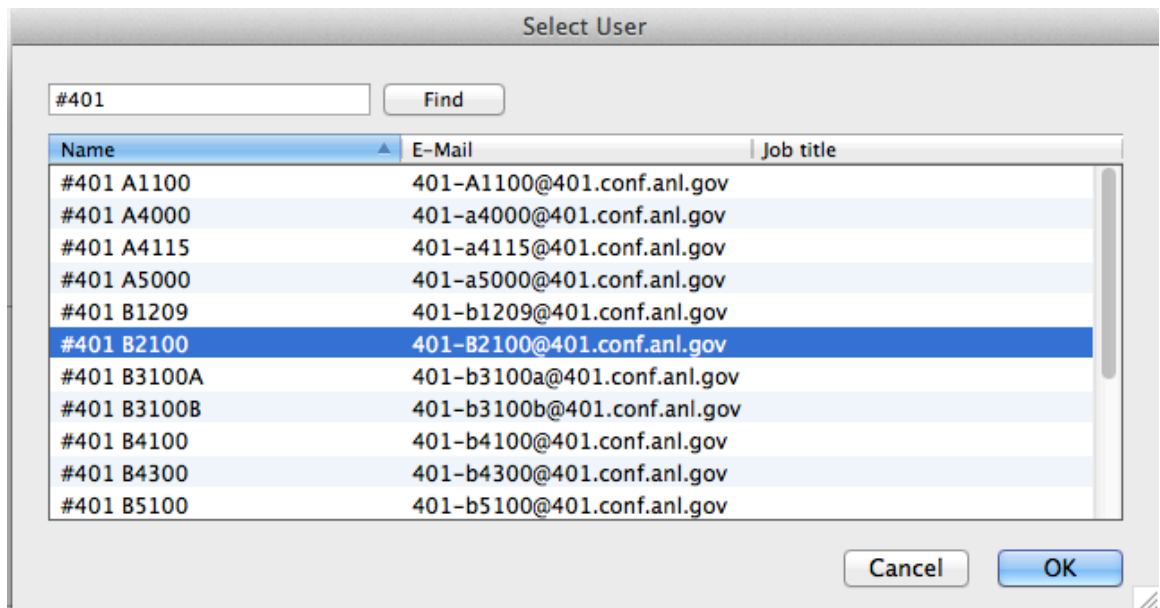 Select User
#401 Find
Name E-Mail Job title
#401 A1100 401-A1100@401.conf.anl.gov
#401 A4000 401-a4000@401.conf.anl.gov
#401 A4115 401-a4115@401.conf.anl.gov
#401 A5000 401-a5000@401.conf.anl.gov
#401 B1209 401-b1209@401.conf.anl.gov
#401 B2100 401-B2100@401.conf.anl.gov
#401 B3100A 401-b3100a@401.conf.anl.gov
#401 B3100B 401-b3100b@401.conf.anl.gov
#401 B4100 401-b4100@401.conf.anl.gov
#401 B4300 401-b4300@401.conf.anl.gov
#401 B5100 401-b5100@401.conf.anl.gov
Cancel OK